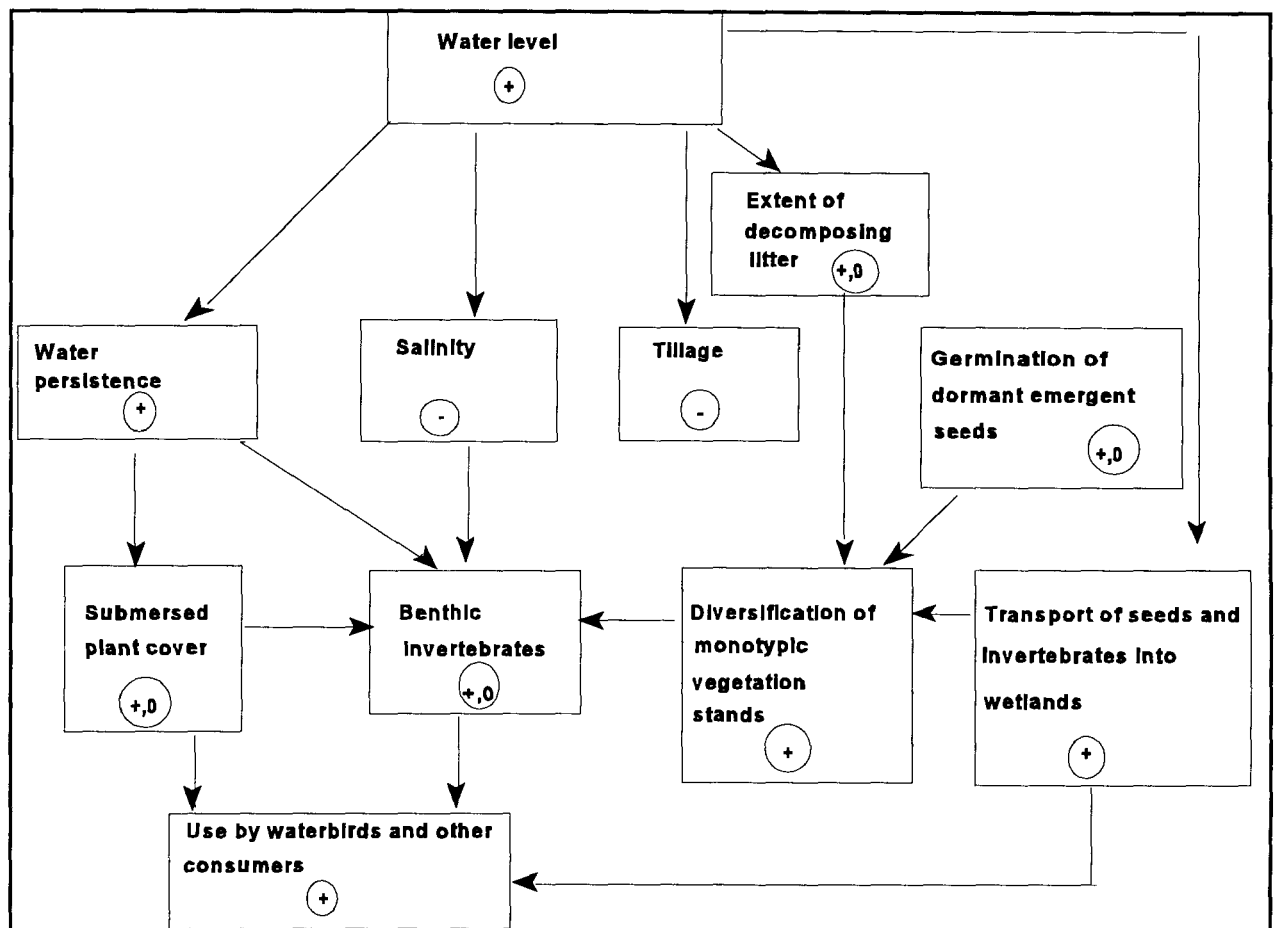 Water level
+
Extent of
decomposing
litter
+,0
Water
persistence
+
Salinity
-
Tillage
-
Germination of
dormant emergent
seeds
+,0
Submersed
plant cover
+,0
Benthic
invertebrates
+,0
Diversification of
monotypic
vegetation
stands
+
Transport of seeds and
invertebrates into
wetlands
+
Use by waterbirds and other
consumers
+